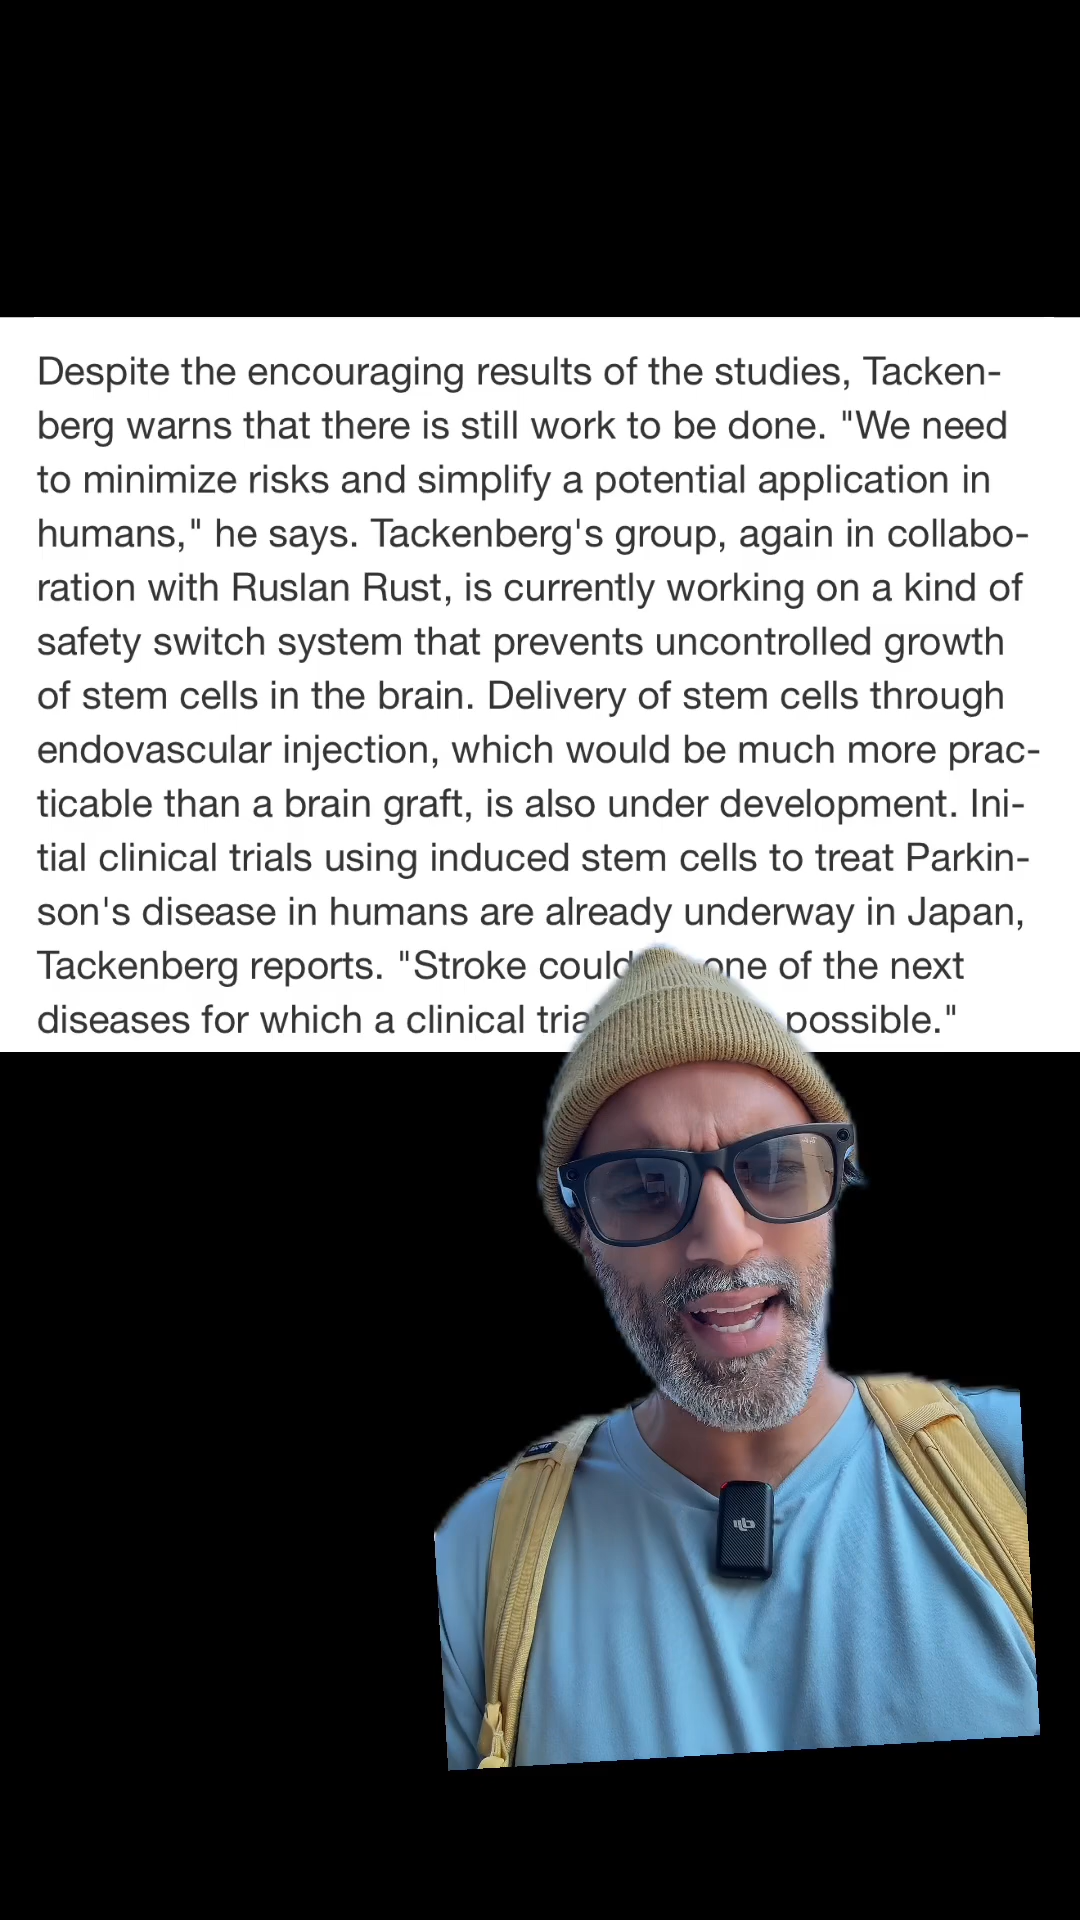 Despite the encouraging results of the studies, Tacken-
berg warns that there is still work to be done. "We need
to minimize risks and simplify a potential application in
humans," he says. Tackenberg's group, again in collabo-
ration with Ruslan Rust, is currently working on a kind of
safety switch system that prevents uncontrolled growth
of stem cells in the brain. Delivery of stem cells through
endovascular injection, which would be much more prac-
ticable than a brain graft, is also under development. Ini-
tial clinical trials using induced stem cells to treat Parkin-
son's disease in humans are already underway in Japan,
Tackenberg reports. "Stroke could one of the next
diseases for which a clinical possible."
dji